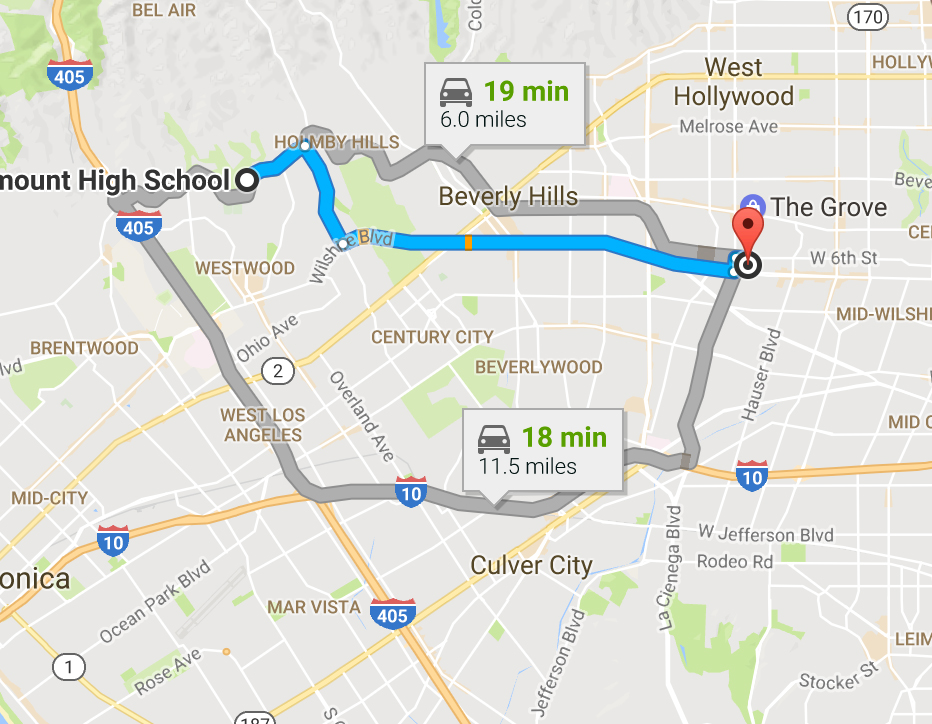 BEL AIR
Colo
170
405
HOLLYW
West
Hollywood
19 min
6.0 miles
Melrose Ave
HOLMBY HILLS
mount High School
Beverly Hills
Beve
The Grove
405
CE
Wilshire Blvd
W 6th St
WESTWOOD
MID-WILSHI
Ohio Ave
CENTURY CITY
BRENTWOOD
lvd
2
BEVERLYWOOD
Hauser Blvd
Overland Ave
WEST LOS
ANGELES
MID C
18 min
11.5 miles
MID-CITY
10
10
10
W Jefferson Blvd
La Cienega Blvd
Rodeo Rd
Culver City
onica
Ocean Park Blvd
MAR VISTA
405
LEIM
Jefferson Blvd
1
Rose Ave
Stocker St
187
S C